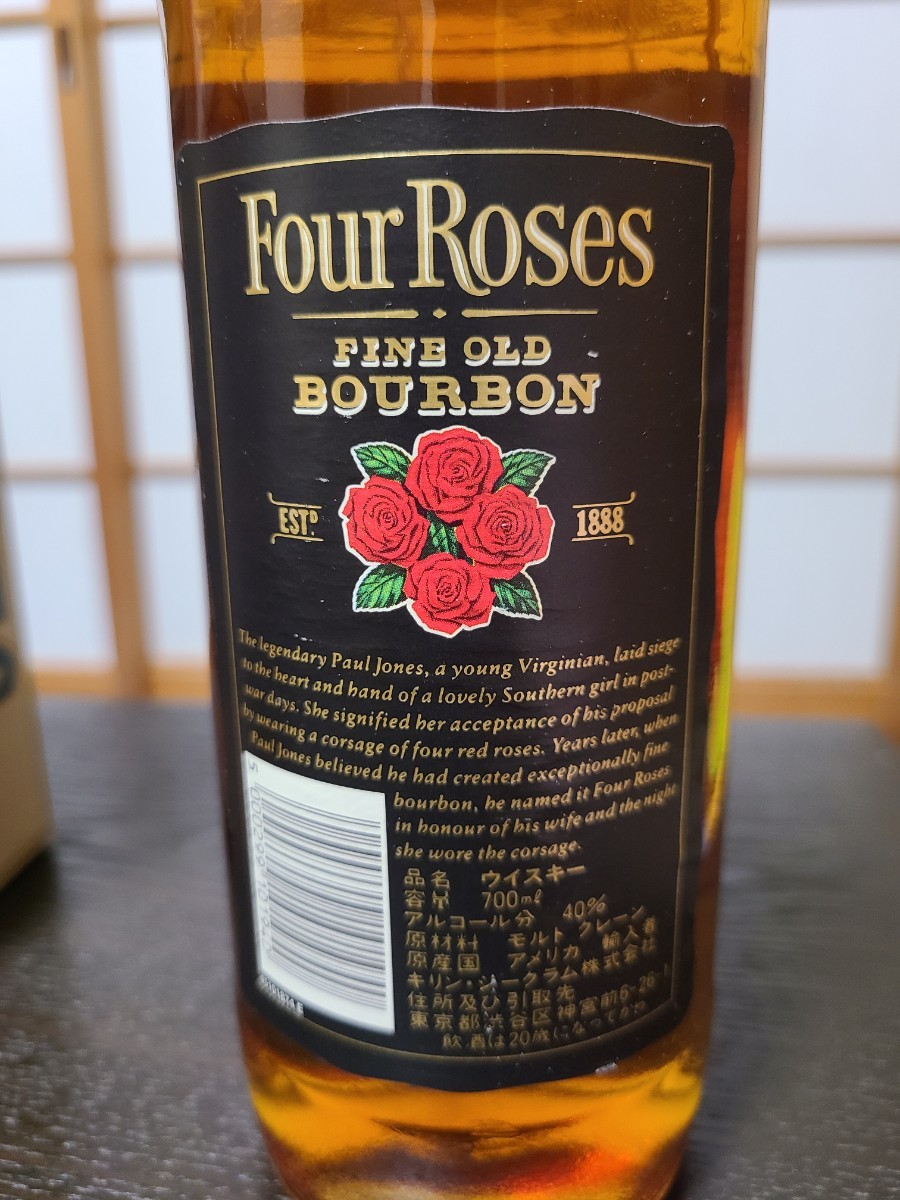 Four Roses
FINE OLD
BOURBON
ESTD
1888
The legendary Paul Jones, a young Virginian, laid siege
to the heart and hand of a lovely Southern girl in post-
war days. She signified her acceptance of his proposal
by wearing a corsage of four red roses. Years later, when
Paul Jones believed he had created exceptionally fine
bourbon, he named it Four Roses
in honour of his wife and the night
she wore the corsage.
品名 ウイスキー
容量 700ml
アルコール分 40%
原材料 モルト グレーン
原産国 アメリカ 輸入者
キリン・シーグラム株式会社
住所及び引取先
東京都渋谷区神宮前6-26-1
飲酒は20歳になってから